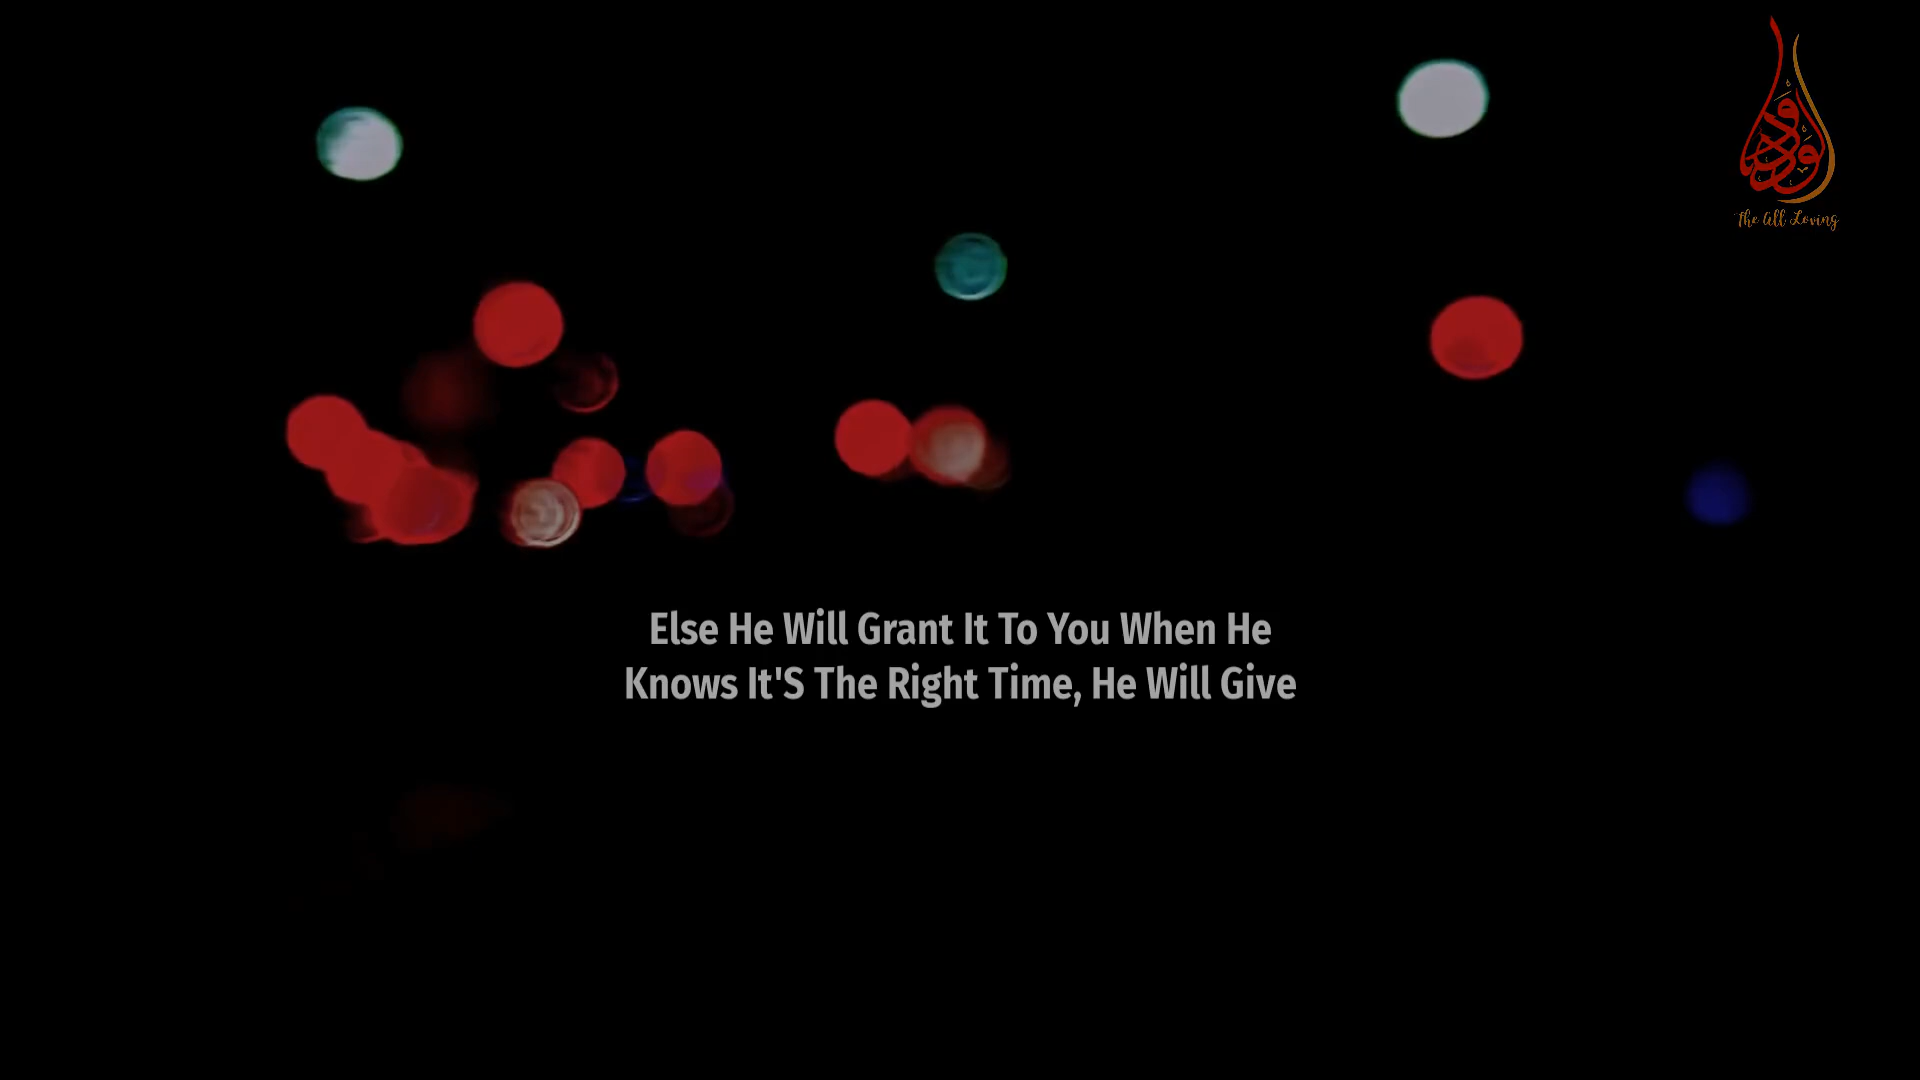 الودود
The All Loving
Else He Will Grant It To You When He
Knows It'S The Right Time, He Will Give